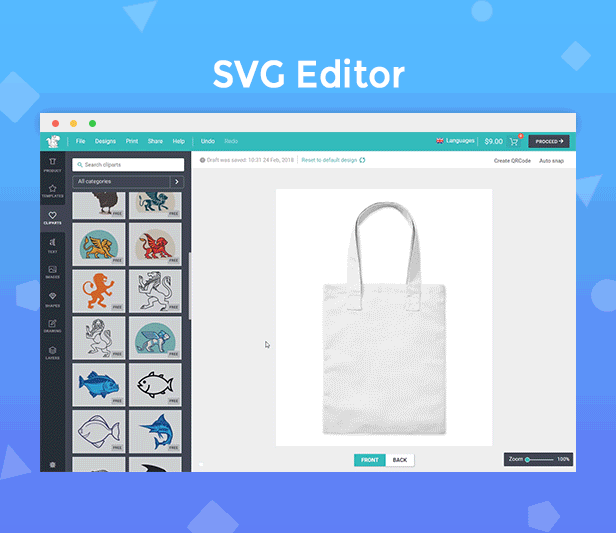 SVG Editor
File Designs Print Share Help Undo Redo
Languages $9.00 PROCEED
Search cliparts
Draft was saved: 10:31 24 Feb, 2018 Reset to default design
Create QRCode Auto snap
PRODUCT
All categories
TEMPLATES
FREE FREE
CLIPARTS
FREE FREE
TEXT
IMAGES
FREE FREE
SHAPES
DRAWING
FREE FREE
LAYERS
FREE FREE
FREE FREE
FRONT BACK
Zoom 100%